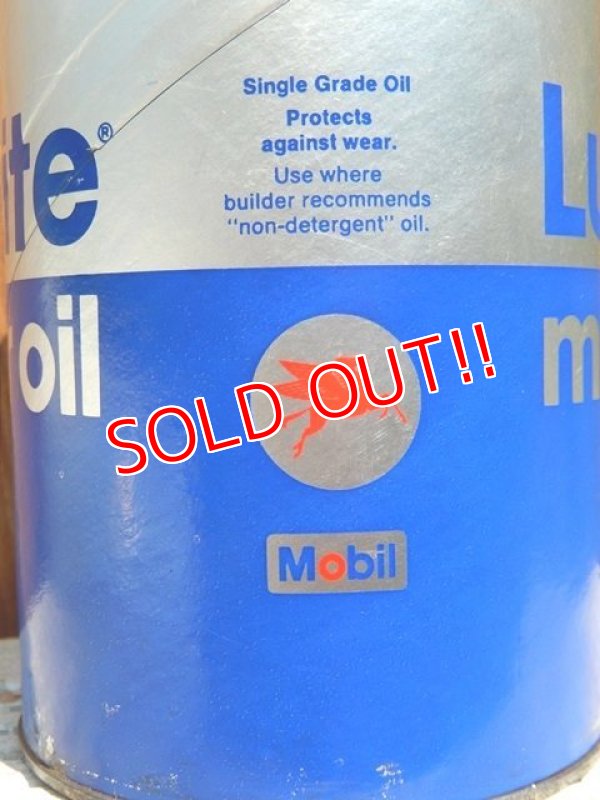 Single Grade Oil
Protects
against wear.
Use where
builder recommends
"non-detergent" oil.
ite®
Lu
oil
m
SOLD OUT!!
Mobil